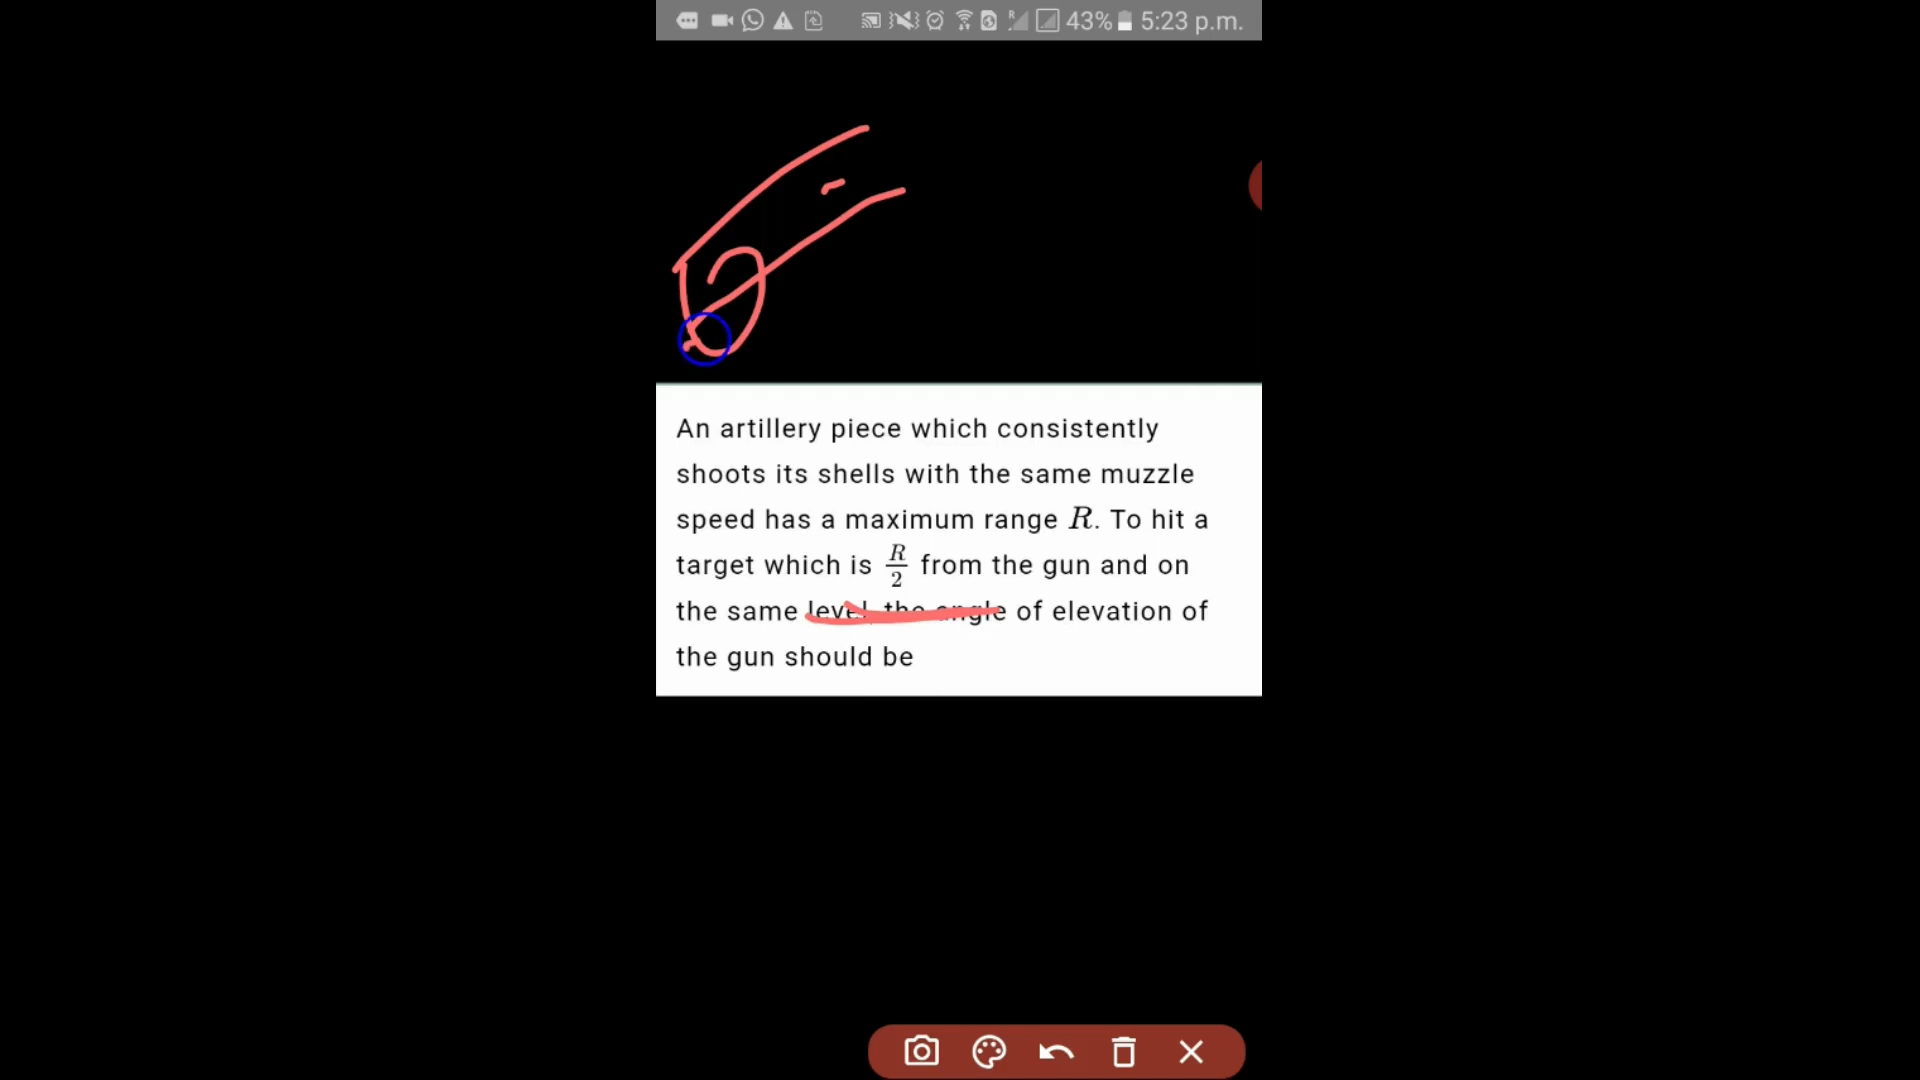 R 43% 5:23 p.m.
An artillery piece which consistently
shoots its shells with the same muzzle
speed has a maximum range R. To hit a
target which is R/2 from the gun and on
the same level, the angle of elevation of
the gun should be